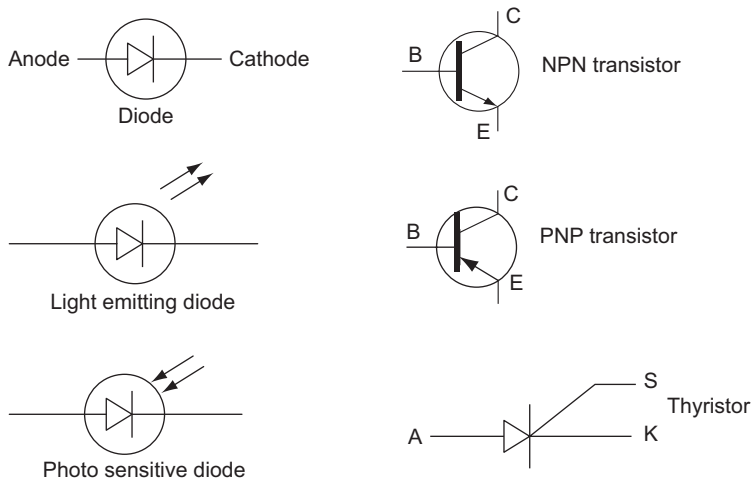 Anode
Cathode
Diode
C
B
NPN transistor
E
Light emitting diode
C
B
PNP transistor
E
Photo sensitive diode
S
Thyristor
A
K